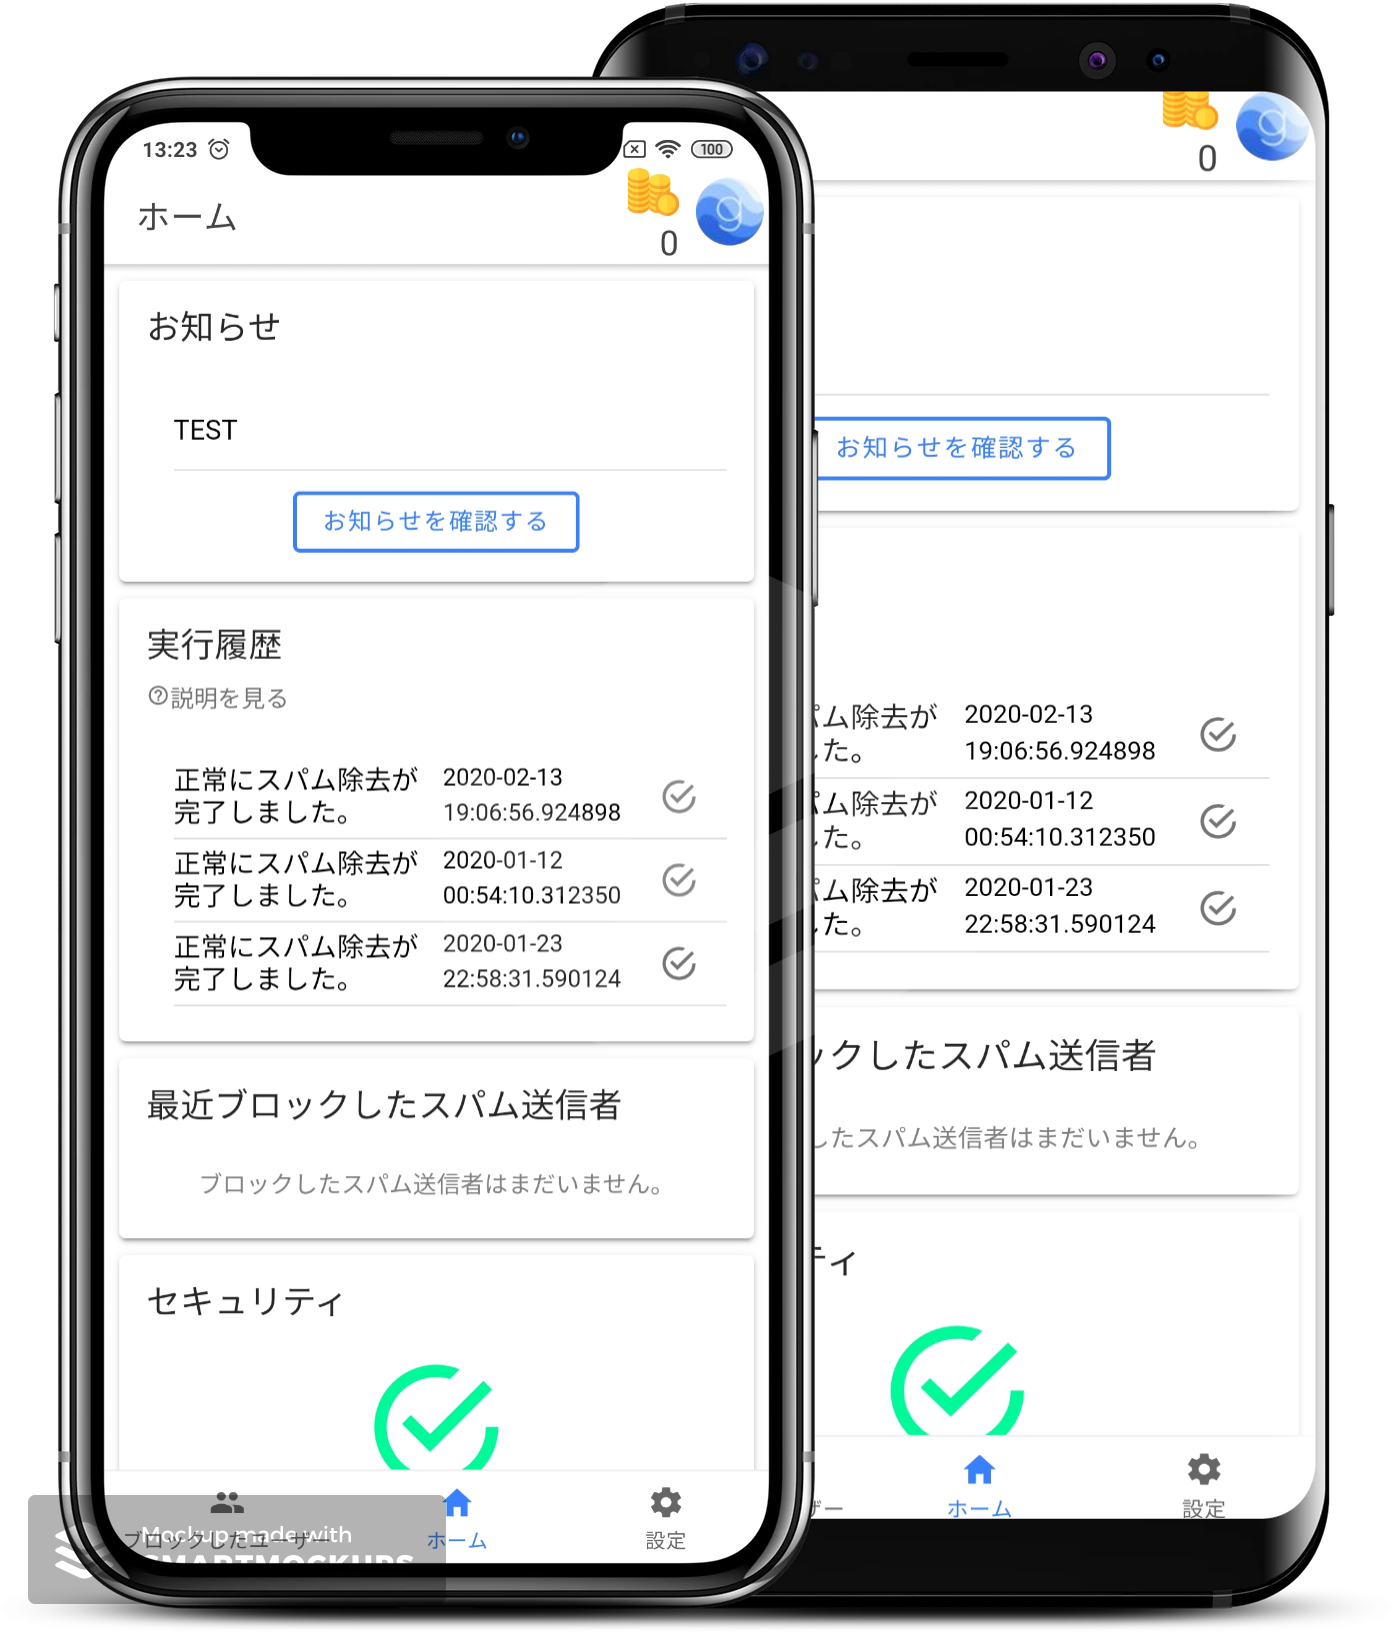 13:23
100
ホーム
0
お知らせ
TEST
お知らせを確認する
実行履歴
説明を見る
正常にスパム除去が
完了しました。
2020-02-13
19:06:56.924898
正常にスパム除去が
完了しました。
2020-01-12
00:54:10.312350
正常にスパム除去が
完了しました。
2020-01-23
22:58:31.590124
最近ブロックしたスパム送信者
ブロックしたスパム送信者はまだいません。
セキュリティ
ブロックしたユーザー
ホーム
設定
Mockup made with
SMARTMOCKUPS
0
お知らせを確認する
パム除去が
した。
2020-02-13
19:06:56.924898
パム除去が
した。
2020-01-12
00:54:10.312350
パム除去が
した。
2020-01-23
22:58:31.590124
ックしたスパム送信者
したスパム送信者はまだいません。
ティ
ザー
ホーム
設定